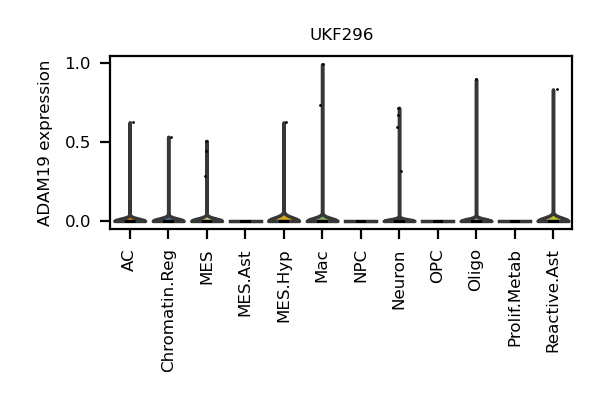 UKF296
ADAM19 expression
1.0
0.5
0.0
AC
Chromatin.Reg
MES
MES.Ast
MES.Hyp
Mac
NPC
Neuron
OPC
Oligo
Prolif.Metab
Reactive.Ast